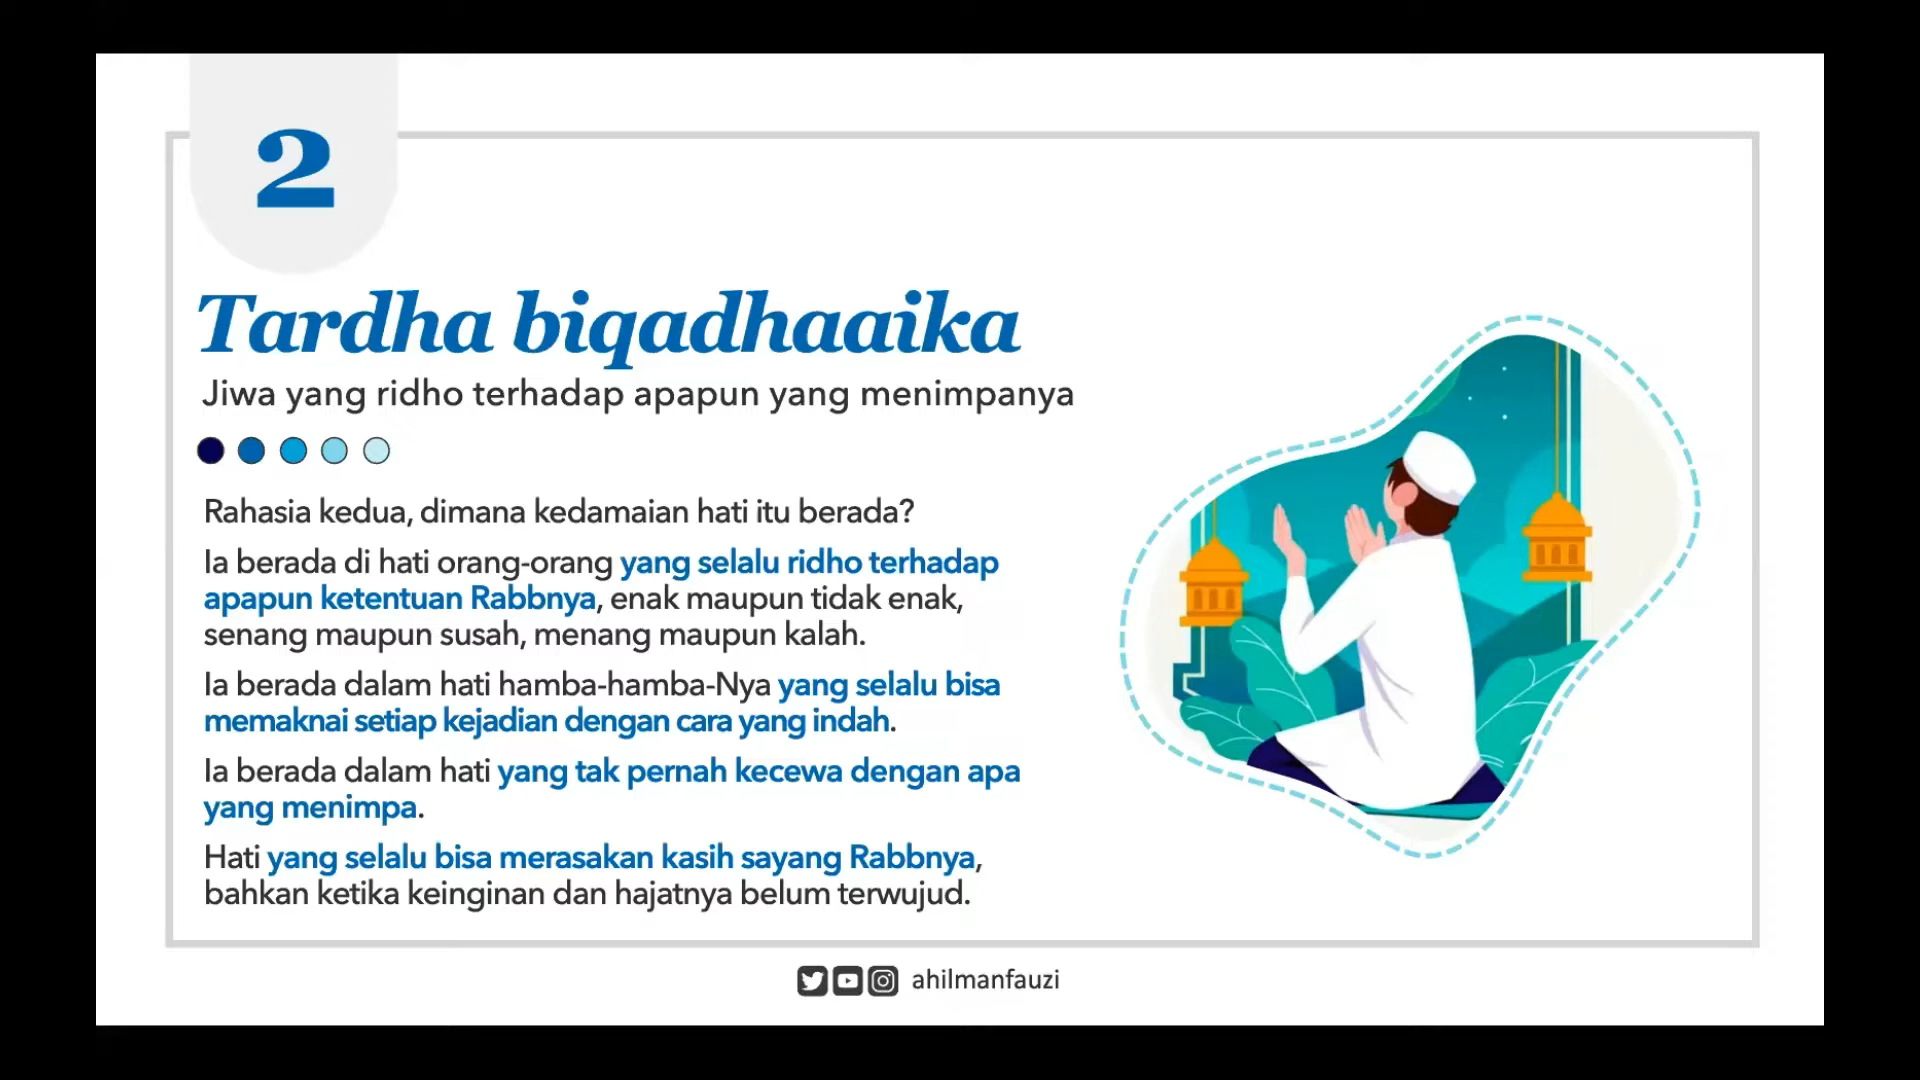 2
Tardha biqadhaaika
Jiwa yang ridho terhadap apapun yang menimpanya
Rahasia kedua, dimana kedamaian hati itu berada?
Ia berada di hati orang-orang yang selalu ridho terhadap
apapun ketentuan Rabbnya, enak maupun tidak enak,
senang maupun susah, menang maupun kalah.
Ia berada dalam hati hamba-hamba-Nya yang selalu bisa
memaknai setiap kejadian dengan cara yang indah.
Ia berada dalam hati yang tak pernah kecewa dengan apa
yang menimpa.
Hati yang selalu bisa merasakan kasih sayang Rabbnya,
bahkan ketika keinginan dan hajatnya belum terwujud.
ahilmanfauzi